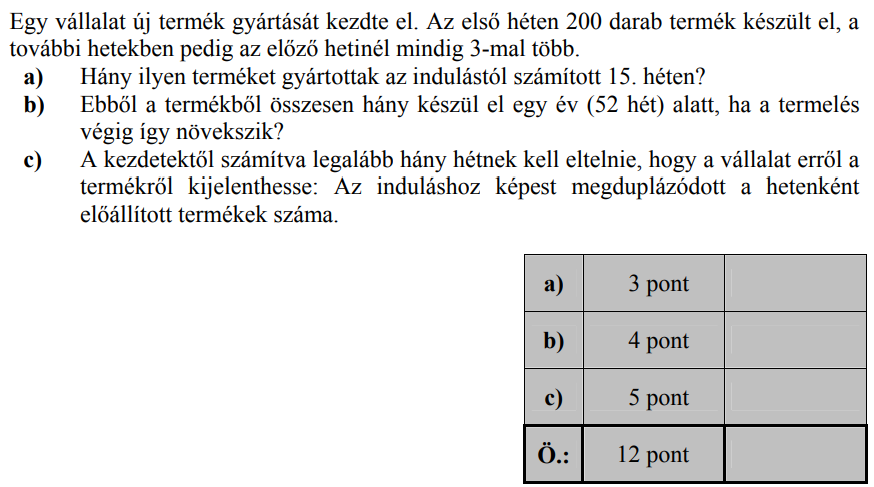 Egy vállalat új termék gyártását kezdte el. Az első héten 200 darab termék készült el, a
további hetekben pedig az előző hetinél mindig 3-mal több.
a) Hány ilyen terméket gyártottak az indulástól számított 15. héten?
b) Ebből a termékből összesen hány készül el egy év (52 hét) alatt, ha a termelés
végig így növekszik?
c) A kezdetektől számítva legalább hány hétnek kell eltelnie, hogy a vállalat erről a
termékről kijelenthesse: Az induláshoz képest megduplázódott a hetenként
előállított termékek száma.
a) 3 pont
b) 4 pont
c) 5 pont
Ö.: 12 pont